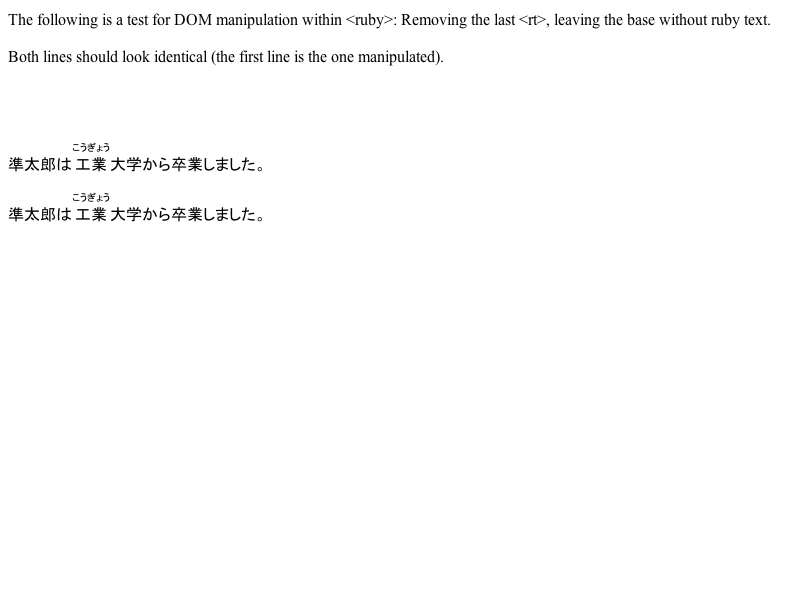 The following is a test for DOM manipulation within <ruby>: Removing the last <rt>, leaving the base without ruby text.
Both lines should look identical (the first line is the one manipulated).
こうぎょう
準太郎は工業大学から卒業しました。
こうぎょう
準太郎は工業大学から卒業しました。